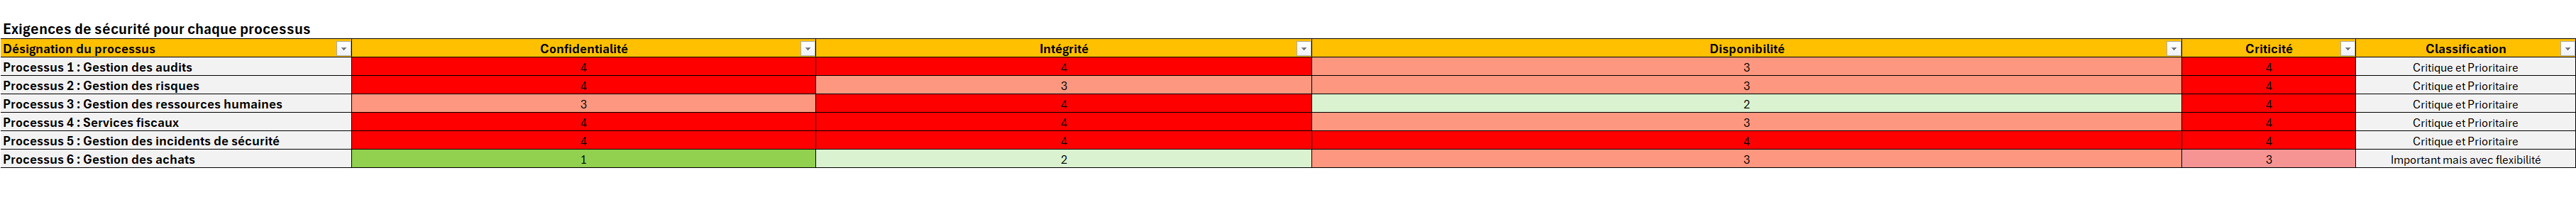 Exigences de sécurité pour chaque processus
Désignation du processus Confidentialité Intégrité Disponibilité Criticité Classification
Processus 1 : Gestion des audits 4 4 3 4 Critique et Prioritaire
Processus 2 : Gestion des risques 4 3 3 4 Critique et Prioritaire
Processus 3 : Gestion des ressources humaines 3 4 2 4 Critique et Prioritaire
Processus 4 : Services fiscaux 4 4 3 4 Critique et Prioritaire
Processus 5 : Gestion des incidents de sécurité 4 4 4 4 Critique et Prioritaire
Processus 6 : Gestion des achats 1 2 3 3 Important mais avec flexibilité